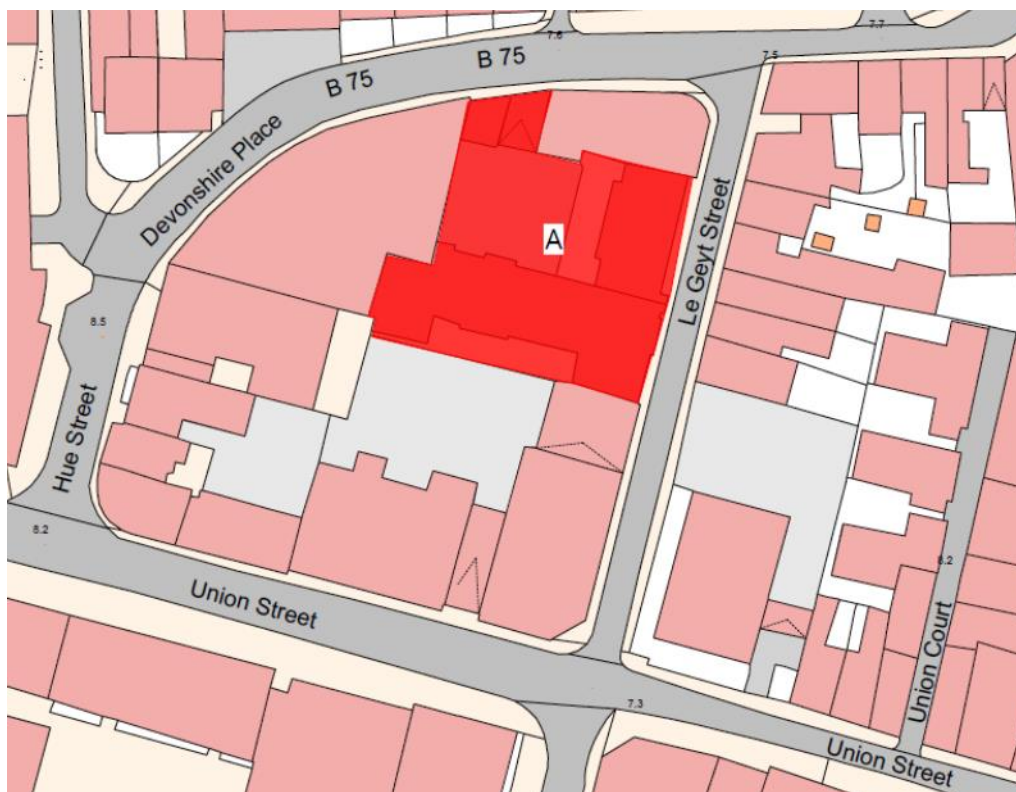 7.6
7.7
7.5
B 75
B 75
Devonshire Place
A
Le Geyt Street
8.5
Hue Street
8.2
Union Street
8.2
Union Court
7.3
Union Street